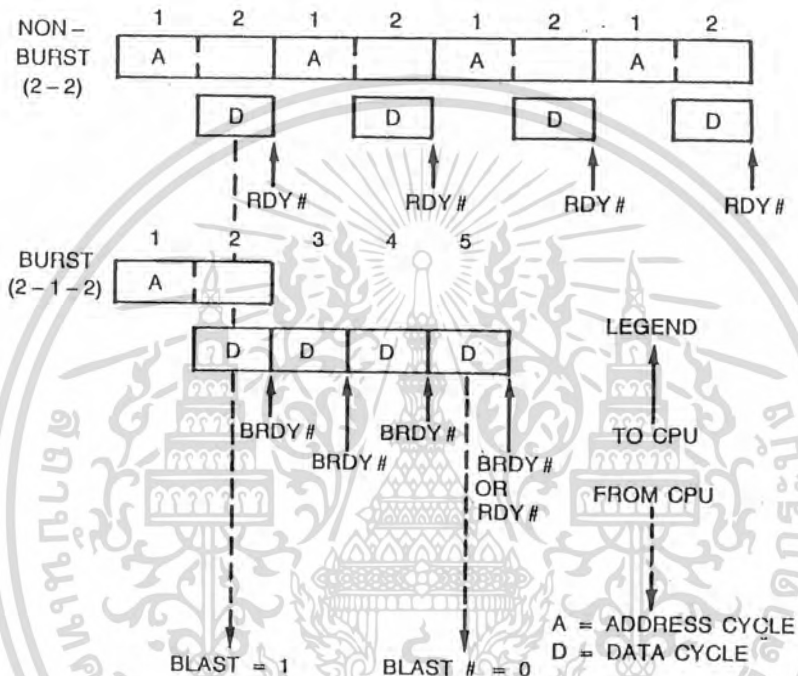 1 2 1 2 1 2 1 2
NON-
BURST
(2-2)
A A A A
D D D D
RDY # RDY # RDY # RDY #
1 2 3 4 5
BURST
(2-1-2)
A
D D D D
BRDY #
BRDY #
BRDY #
BRDY #
OR
RDY #
LEGEND
TO CPU
FROM CPU
A = ADDRESS CYCLE
D = DATA CYCLE
BLAST = 1
BLAST # = 0